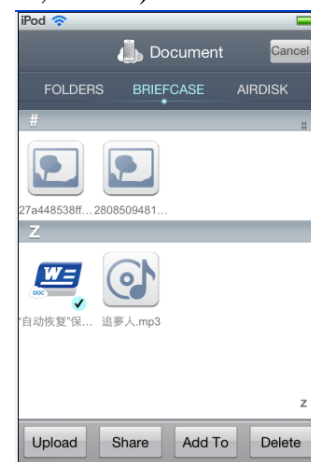 iPod
Document
Cancel
FOLDERS BRIEFCASE AIRDISK
#
#
27a448538ff... 2808509481...
Z
W
DOC
"自动恢复"保... 追夢人.mp3
Z
Upload Share Add To Delete